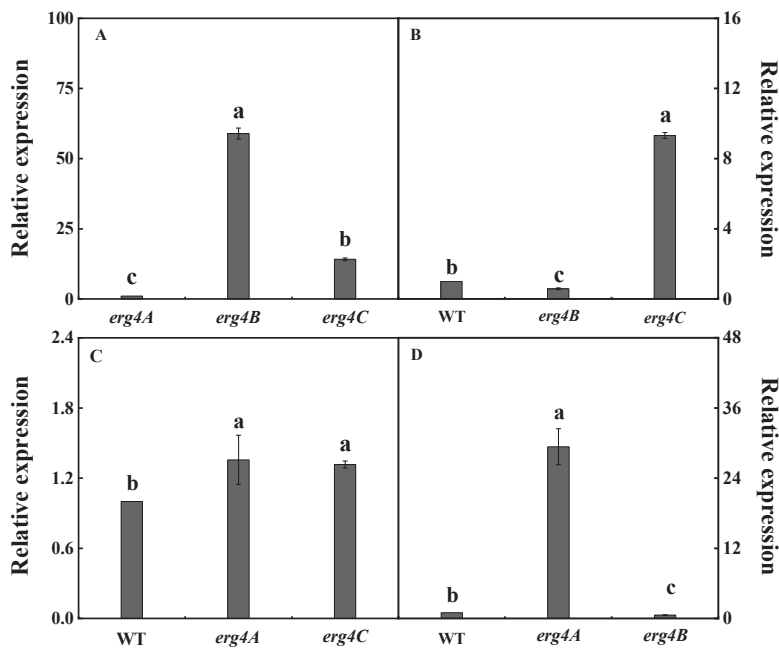 A
Relative expression
100
75
50
25
0
c
a
b
erg4A
erg4B
erg4C
B
Relative expression
16
12
8
4
0
b
c
a
WT
erg4B
erg4C
C
Relative expression
2.4
1.8
1.2
0.6
0.0
b
a
a
WT
erg4A
erg4C
D
Relative expression
48
36
24
12
0
b
a
c
WT
erg4A
erg4B